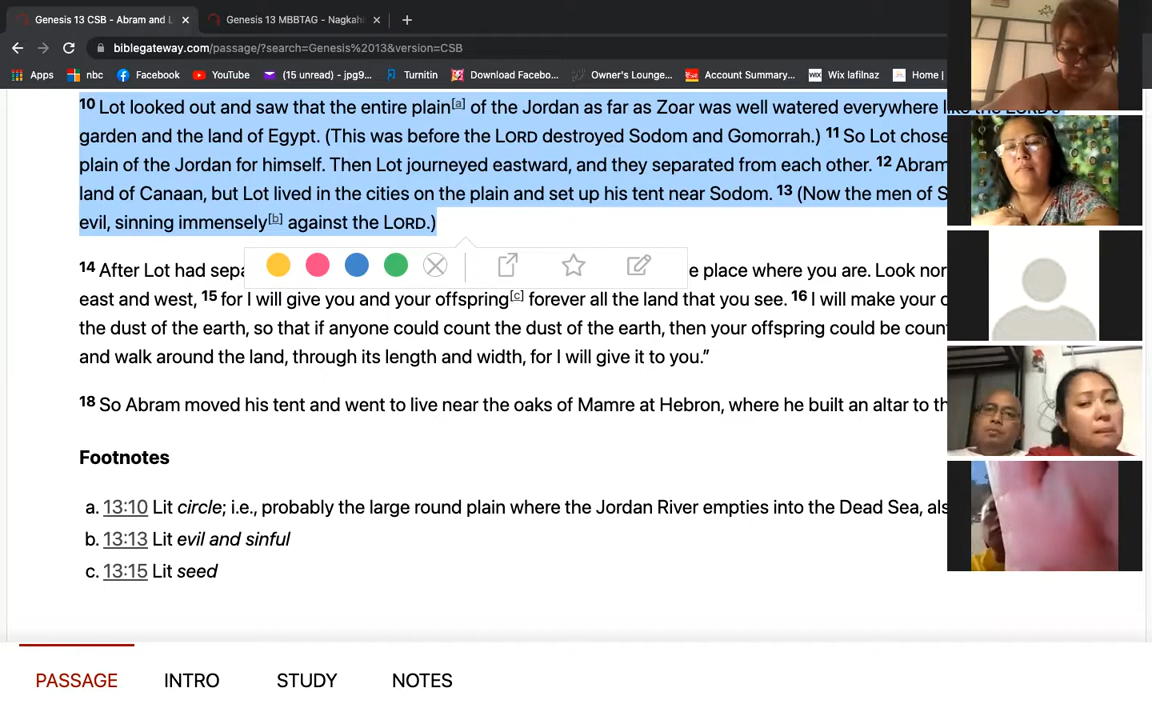 Genesis 13 CSB - Abram and L
Genesis 13 MBBTAG - Nagkahi
biblegateway.com/passage/?search=Genesis%2013&version=CSB
Apps nbc Facebook YouTube (15 unread) - jpg9... Turnitin Download Facebo... Owner's Lounge... Account Summary... WIX Wix lafilnaz Home |
10 Lot looked out and saw that the entire plain[a] of the Jordan as far as Zoar was well watered everywhere like the LORD's
garden and the land of Egypt. (This was before the LORD destroyed Sodom and Gomorrah.) 11 So Lot chose
plain of the Jordan for himself. Then Lot journeyed eastward, and they separated from each other. 12 Abram
land of Canaan, but Lot lived in the cities on the plain and set up his tent near Sodom. 13 (Now the men of S
evil, sinning immensely[b] against the LORD.)
14 After Lot had sepa e place where you are. Look nor
east and west, 15 for I will give you and your offspring[c] forever all the land that you see. 16 I will make your o
the dust of the earth, so that if anyone could count the dust of the earth, then your offspring could be coun
and walk around the land, through its length and width, for I will give it to you.”
18 So Abram moved his tent and went to live near the oaks of Mamre at Hebron, where he built an altar to th
Footnotes
a. 13:10 Lit circle; i.e., probably the large round plain where the Jordan River empties into the Dead Sea, als
b. 13:13 Lit evil and sinful
c. 13:15 Lit seed
PASSAGE INTRO STUDY NOTES